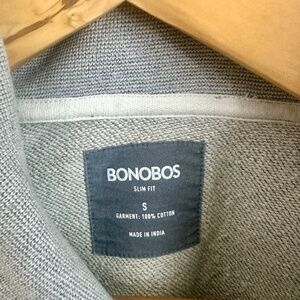 BONOBOS
SLIM FIT
S
GARMENT: 100% COTTON
MADE IN INDIA